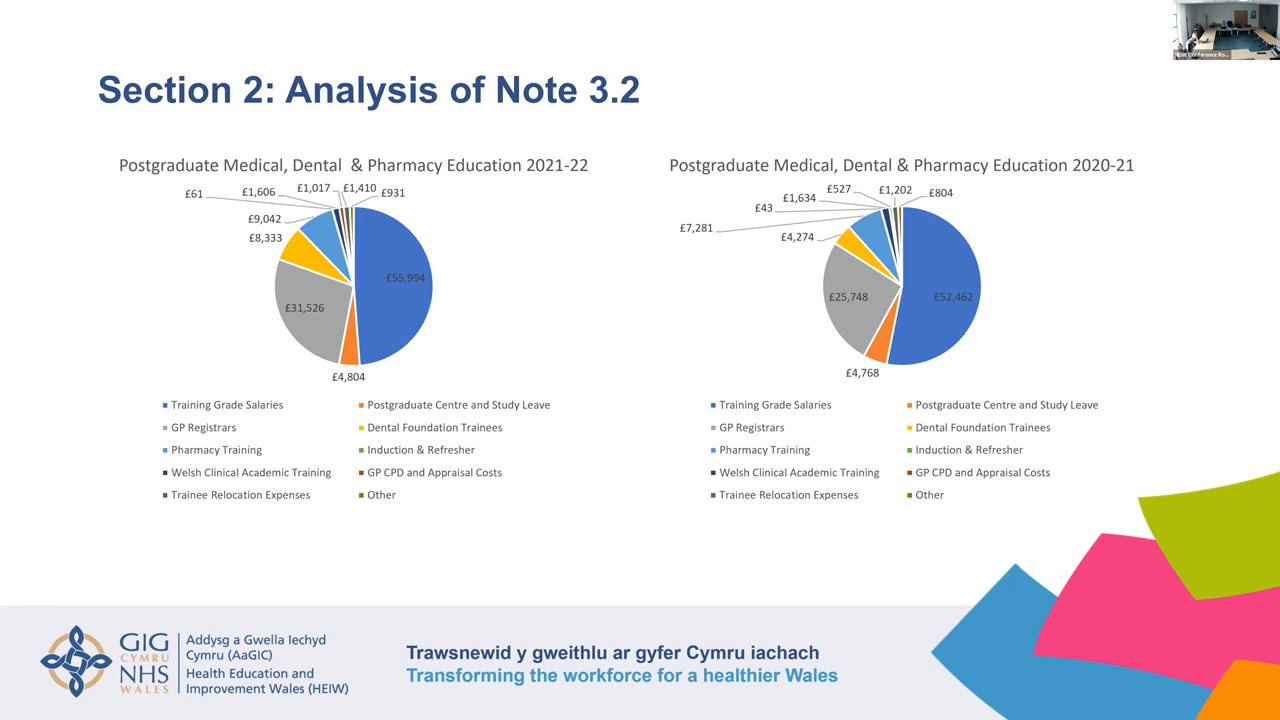 HEIW Conference Ro...
Section 2: Analysis of Note 3.2
Postgraduate Medical, Dental & Pharmacy Education 2021-22
£61
£1,606
£1,017
£1,410
£931
£9,042
£8,333
£55,994
£31,526
£4,804
Training Grade Salaries
Postgraduate Centre and Study Leave
GP Registrars
Dental Foundation Trainees
Pharmacy Training
Induction & Refresher
Welsh Clinical Academic Training
GP CPD and Appraisal Costs
Trainee Relocation Expenses
Other
Postgraduate Medical, Dental & Pharmacy Education 2020-21
£527
£1,202
£804
£1,634
£43
£7,281
£4,274
£25,748
£52,462
£4,768
Training Grade Salaries
Postgraduate Centre and Study Leave
GP Registrars
Dental Foundation Trainees
Pharmacy Training
Induction & Refresher
Welsh Clinical Academic Training
GP CPD and Appraisal Costs
Trainee Relocation Expenses
Other
GIG
CYMRU
NHS
WALES
Addysg a Gwella Iechyd
Cymru (AaGIC)
Health Education and
Improvement Wales (HEIW)
Trawsnewid y gweithlu ar gyfer Cymru iachach
Transforming the workforce for a healthier Wales